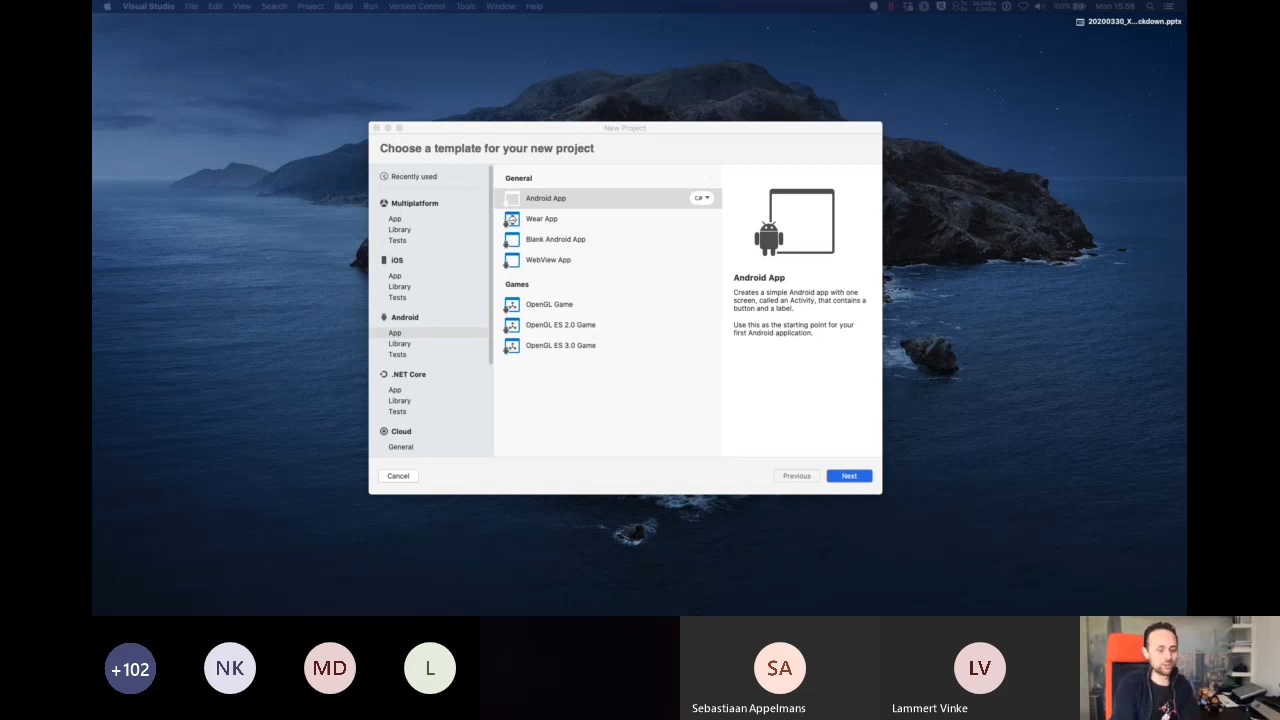 Visual Studio File Edit View Search Project Build Run Version Control Tools Window Help
100% Mon 15:58
20200330_X...ckdown.pptx
New Project
Choose a template for your new project
Recently used
Multiplatform
App
Library
Tests
iOS
App
Library
Tests
Android
App
Library
Tests
.NET Core
App
Library
Tests
Cloud
General
General
Android App
C#
Wear App
Blank Android App
WebView App
Games
OpenGL Game
OpenGL ES 2.0 Game
OpenGL ES 3.0 Game
Android App
Creates a simple Android app with one
screen, called an Activity, that contains a
button and a label.
Use this as the starting point for your
first Android application.
Cancel
Previous
Next
+102
NK
MD
L
SA
Sebastiaan Appelmans
LV
Lammert Vinke